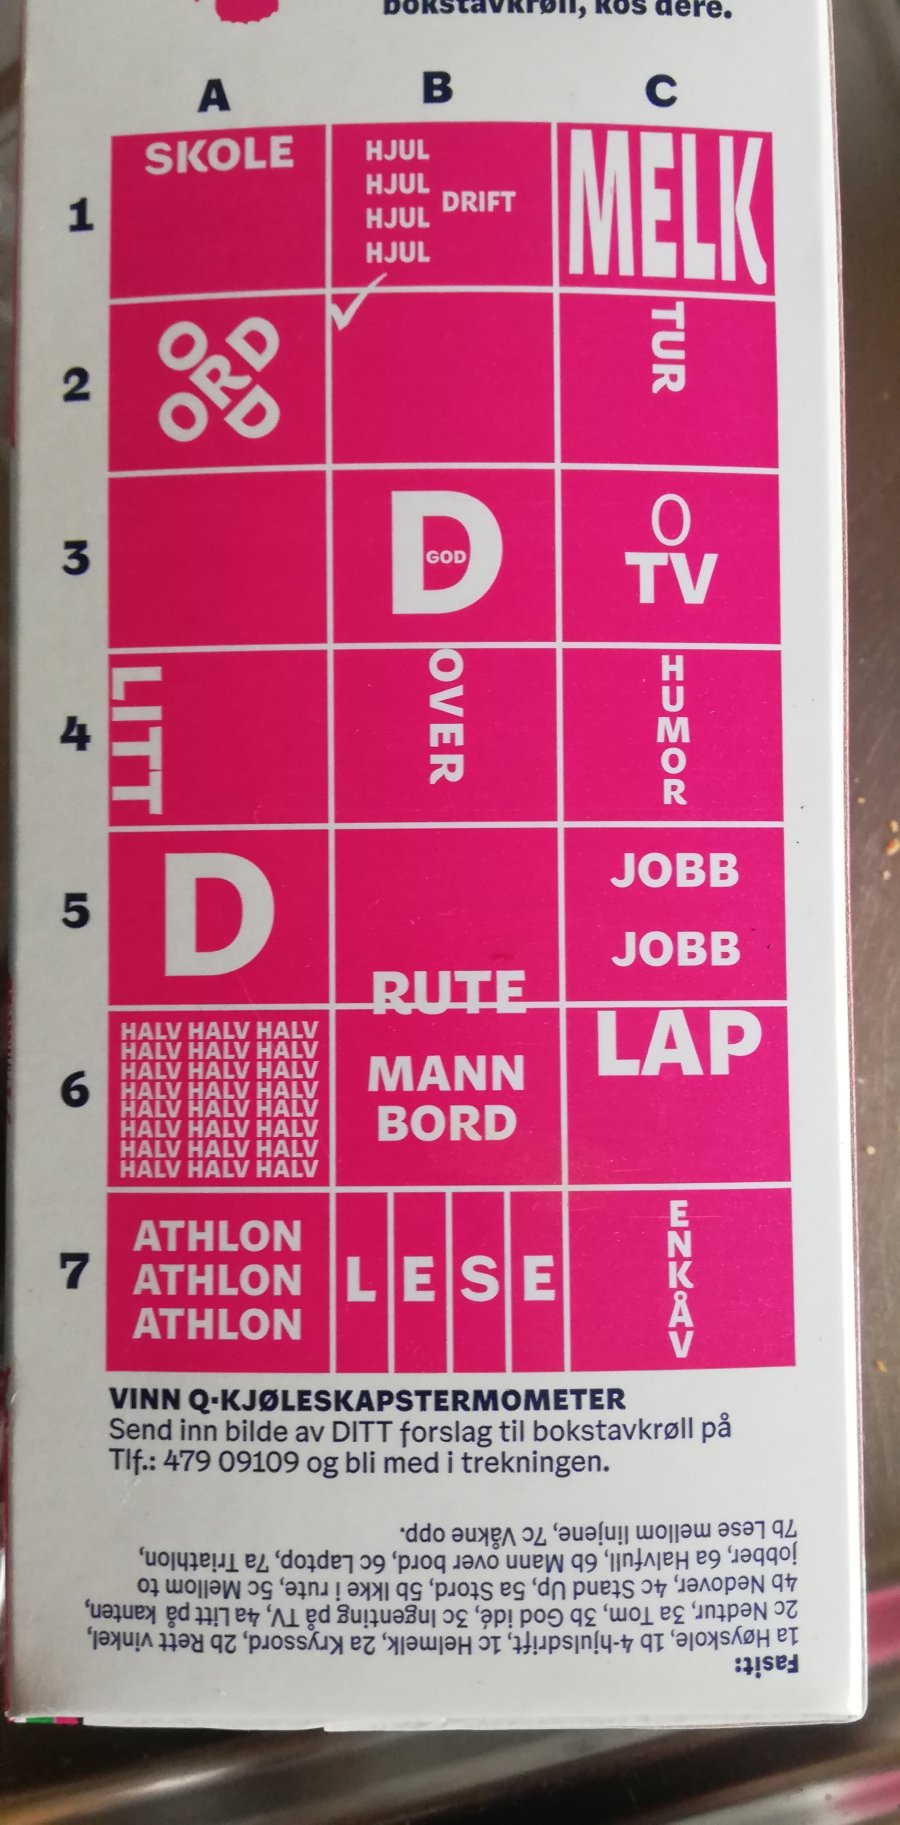 bokstavkrøll, kos dere.
A B C
1
SKOLE
HJUL
HJUL
HJUL
HJUL
DRIFT
MELK
2
ORD
ORD
TUR
3
D
GOD
O
TV
4
LITT
OVER
HUMOR
5
D
RUTE
JOBB
JOBB
6
HALV HALV HALV
HALV HALV HALV
HALV HALV HALV
HALV HALV HALV
HALV HALV HALV
HALV HALV HALV
HALV HALV HALV
HALV HALV HALV
MANN
BORD
LAP
7
ATHLON
ATHLON
ATHLON
L E S E
ENKÅV
VINN Q-KJØLESKAPSTERMOMETER
Send inn bilde av DITT forslag til bokstavkrøll på
Tlf.: 479 09109 og bli med i trekningen.
Fasit:
1a Høyskole, 1b 4-hjulsdrift, 1c Helmelk, 2a Kryssord, 2b Rett vinkel,
2c Nedtur, 3a Tom, 3b God idé, 3c Ingenting på TV, 4a Litt på kanten,
4b Nedover, 4c Stand Up, 5a Stord, 5b Ikke i rute, 5c Mellom to
jobber, 6a Halvfull, 6b Mann over bord, 6c Laptop, 7a Triathlon,
7b Lese mellom linjene, 7c Våkne opp.